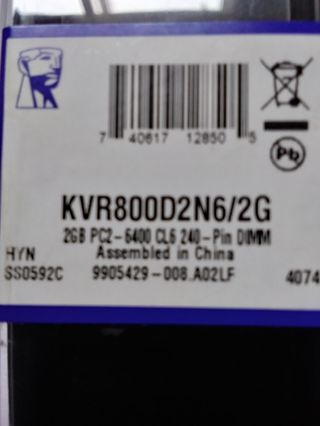 7 40617 12850 5
Pb
KVR800D2N6/2G
2GB PC2-6400 CL6 240-Pin DIMM
HYN Assembled in China
SS0592C 9905429-008.A02LF 4074